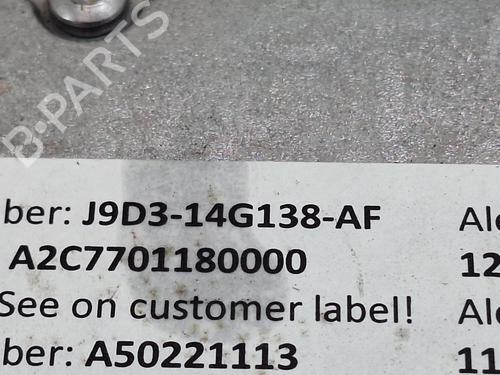 B-PARTS
ber: J9D3-14G138-AF Ale
A2C7701180000 12
See on customer label! Ale
ber: A50221113 11